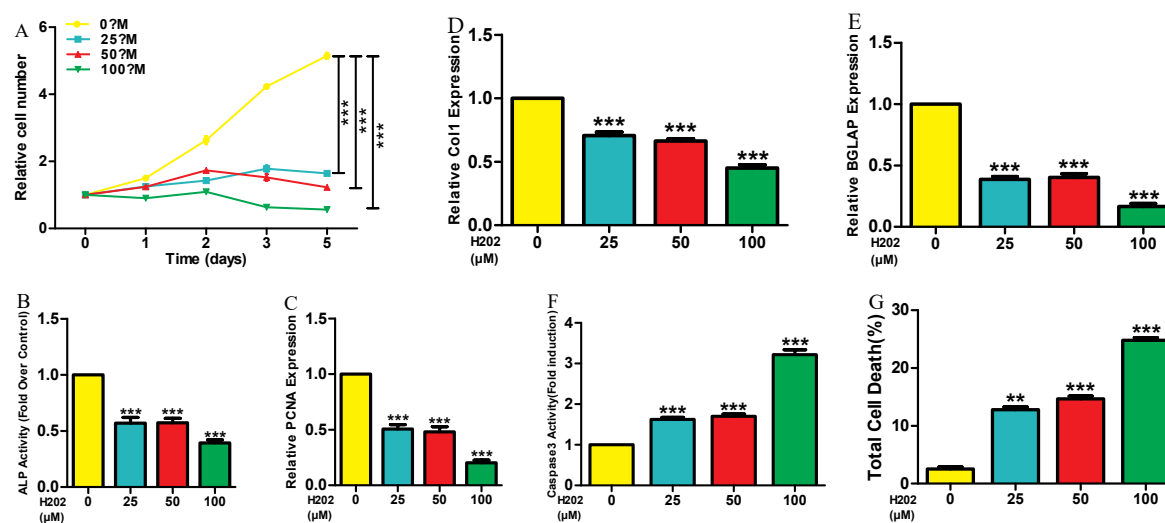 A
0?M
25?M
50?M
100?M
Relative cell number
6
4
2
0
0 1 2 3 5
Time (days)
***
***
***
D
Relative Col1 Expression
1.5
1.0
0.5
0.0
***
***
***
0 25 50 100
H202
(µM)
E
Relative BGLAP Expression
1.5
1.0
0.5
0.0
***
***
***
0 25 50 100
H202
(µM)
B
ALP Activity (Fold Over Control)
1.5
1.0
0.5
0.0
***
***
***
0 25 50 100
H202
(µM)
C
Relative PCNA Expression
1.5
1.0
0.5
0.0
***
***
***
0 25 50 100
H202
(µM)
F
Caspase3 Activity(Fold induction)
4
3
2
1
0
***
***
***
0 25 50 100
H202
(µM)
G
Total Cell Death(%)
30
20
10
0
**
***
***
0 25 50 100
H202
(µM)